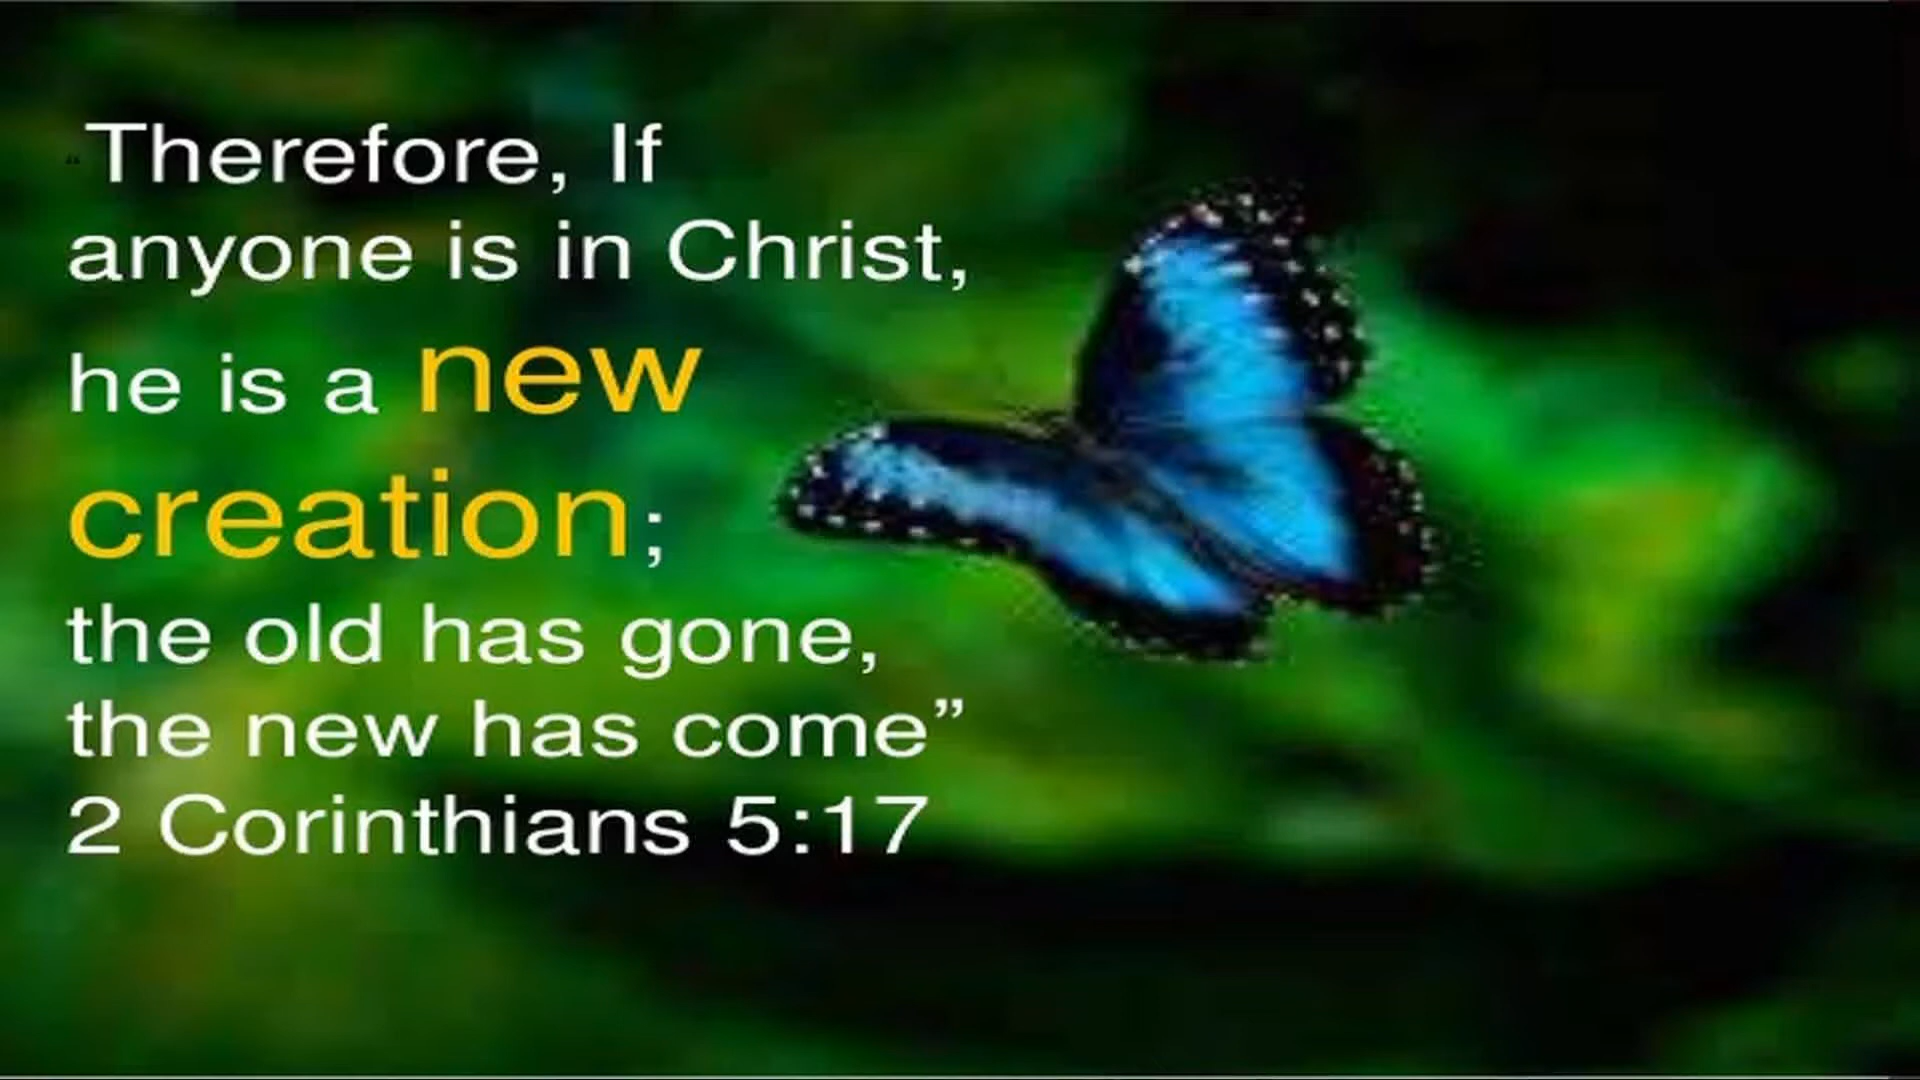 “Therefore, If
anyone is in Christ,
he is a new
creation;
the old has gone,
the new has come”
2 Corinthians 5:17